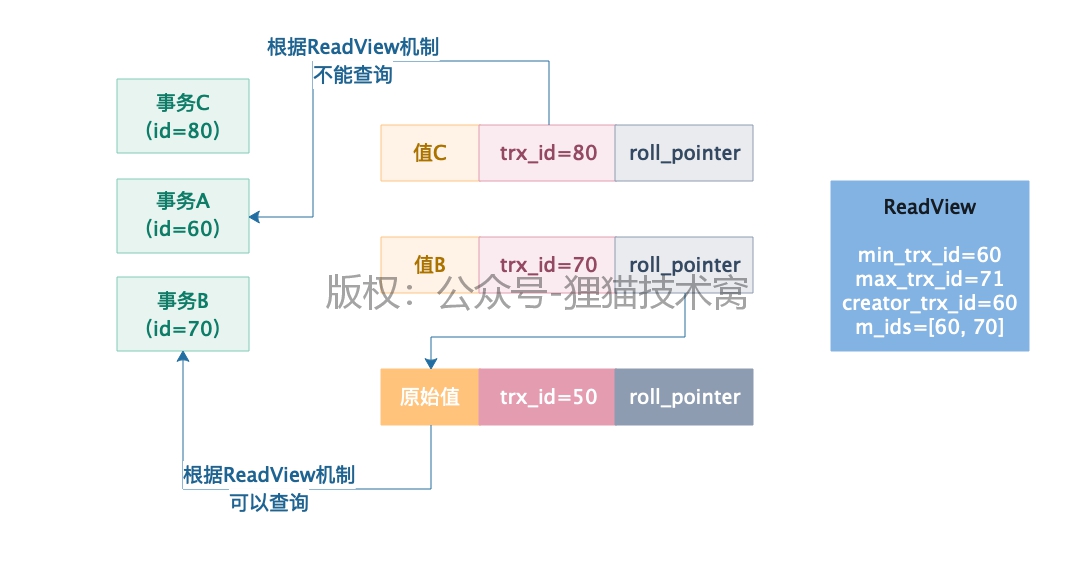 根据ReadView机制
不能查询
事务C
(id=80)
值C
trx_id=80
roll_pointer
事务A
(id=60)
ReadView
min_trx_id=60
max_trx_id=71
creator_trx_id=60
m_ids=[60, 70]
值B
trx_id=70
roll_pointer
版权：公众号-狸猫技术窝
事务B
(id=70)
原始值
trx_id=50
roll_pointer
根据ReadView机制
可以查询